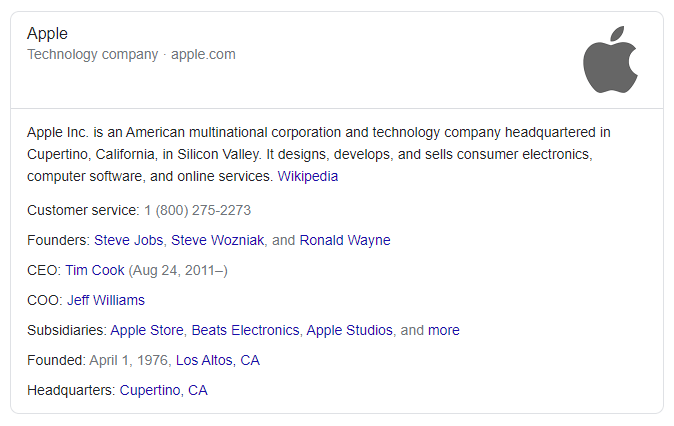 Apple
Technology company · apple.com
Apple Inc. is an American multinational corporation and technology company headquartered in
Cupertino, California, in Silicon Valley. It designs, develops, and sells consumer electronics,
computer software, and online services. Wikipedia
Customer service: 1 (800) 275-2273
Founders: Steve Jobs, Steve Wozniak, and Ronald Wayne
CEO: Tim Cook (Aug 24, 2011–)
COO: Jeff Williams
Subsidiaries: Apple Store, Beats Electronics, Apple Studios, and more
Founded: April 1, 1976, Los Altos, CA
Headquarters: Cupertino, CA